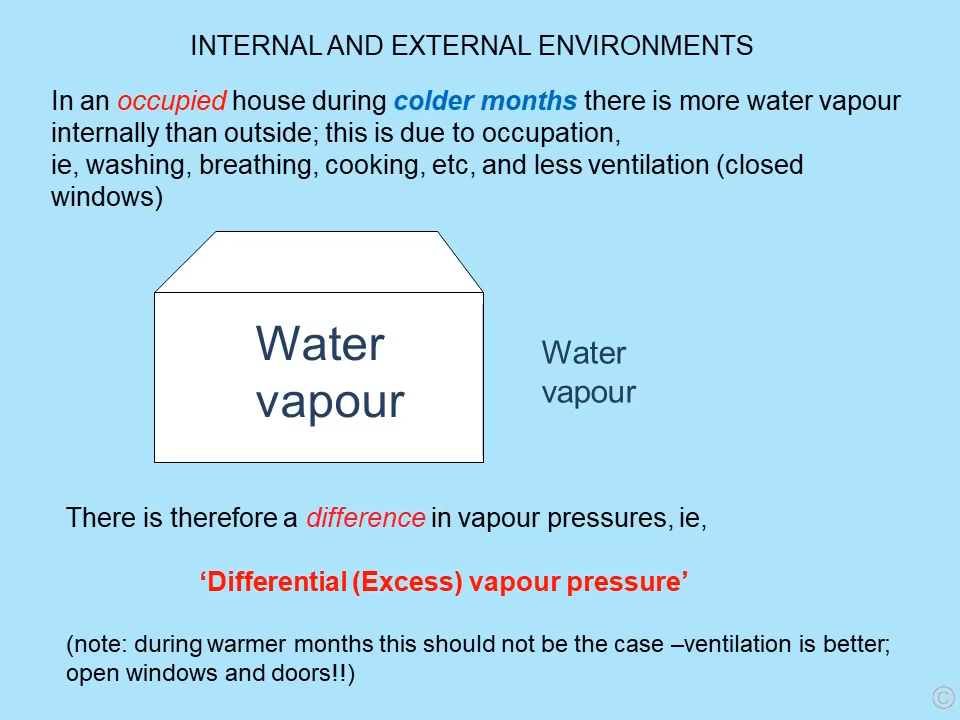 INTERNAL AND EXTERNAL ENVIRONMENTS
In an occupied house during colder months there is more water vapour
internally than outside; this is due to occupation,
ie, washing, breathing, cooking, etc, and less ventilation (closed
windows)
Water
vapour
Water
vapour
There is therefore a difference in vapour pressures, ie,
‘Differential (Excess) vapour pressure’
(note: during warmer months this should not be the case –ventilation is better;
open windows and doors!!)
©